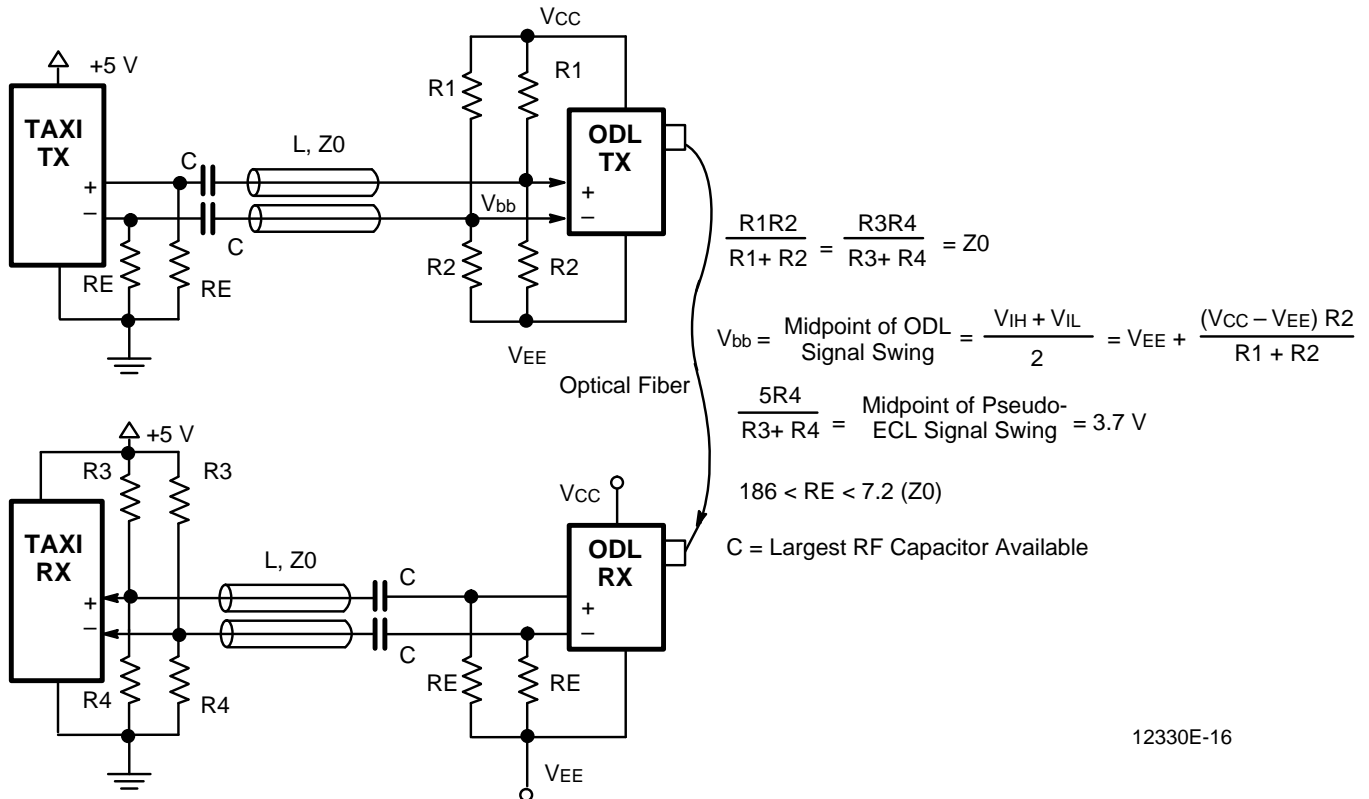 VCC
+5 V
R1
R1
TAXI
TX
ODL
TX
L, Z0
C
+
–
+
–
Vbb
C
RE
RE
R2
R2
VEE
R1R2
R1+ R2
=
R3R4
R3+ R4
= Z0
Vbb =
Midpoint of ODL
Signal Swing
=
VIH + VIL
2
= VEE +
(VCC – VEE) R2
R1 + R2
Optical Fiber
5R4
R3+ R4
=
Midpoint of Pseudo-
ECL Signal Swing
= 3.7 V
186 < RE < 7.2 (Z0)
C = Largest RF Capacitor Available
+5 V
R3
R3
VCC
TAXI
RX
ODL
RX
L, Z0
C
+
–
+
–
C
R4
R4
RE
RE
VEE
12330E-16